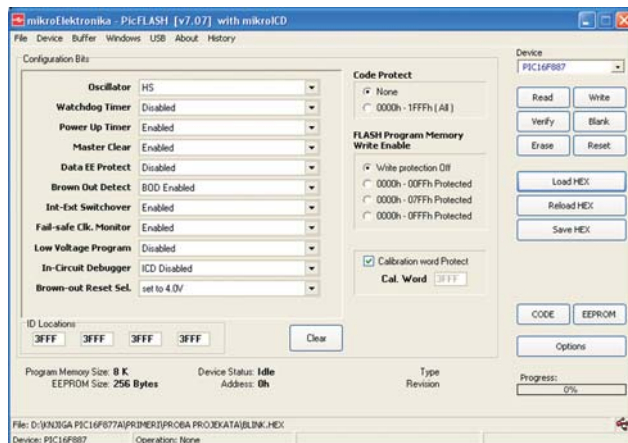 mikroElektronika - PicFLASH [v7.07] with mikroICD
File Device Buffer Windows USB About History
Configuration Bits
Oscillator HS
Watchdog Timer Disabled
Power Up Timer Enabled
Master Clear Enabled
Data EE Protect Disabled
Brown Out Detect BOD Enabled
Int-Ext Switchover Enabled
Fail-safe Clk. Monitor Enabled
Low Voltage Program Disabled
In-Circuit Debugger ICD Disabled
Brown-out Reset Sel. set to 4.0V
ID Locations
3FFF 3FFF 3FFF 3FFF
Clear
Code Protect
None
0000h - 1FFFh ( All )
FLASH Program Memory
Write Enable
Write protection Off
0000h - 00FFh Protected
0000h - 07FFh Protected
0000h - 0FFFh Protected
Calibration word Protect
Cal. Word 3FFF
Device
PIC16F887
Read Write
Verify Blank
Erase Reset
Load HEX
Reload HEX
Save HEX
CODE EEPROM
Options
Program Memory Size: 8 K Device Status: Idle Type
EEPROM Size: 256 Bytes Address: 0h Revision
Progress:
0%
File: D:\KNJIGA PIC16F877A\PRIMERI\PROBA PROJEKATA\BLINK.HEX
Device: PIC16F887 Operation: None